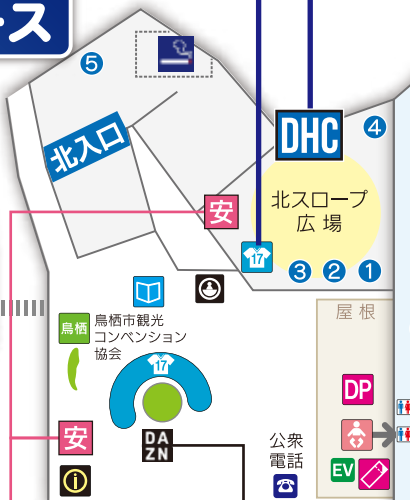 ース
⑤
北入口
DHC
④
安
北スロープ
広場
17
③ ② ①
屋根
鳥栖
鳥栖市観光
コンベンション
協会
17
DP
安
DA
ZN
公衆
電話
EV
i